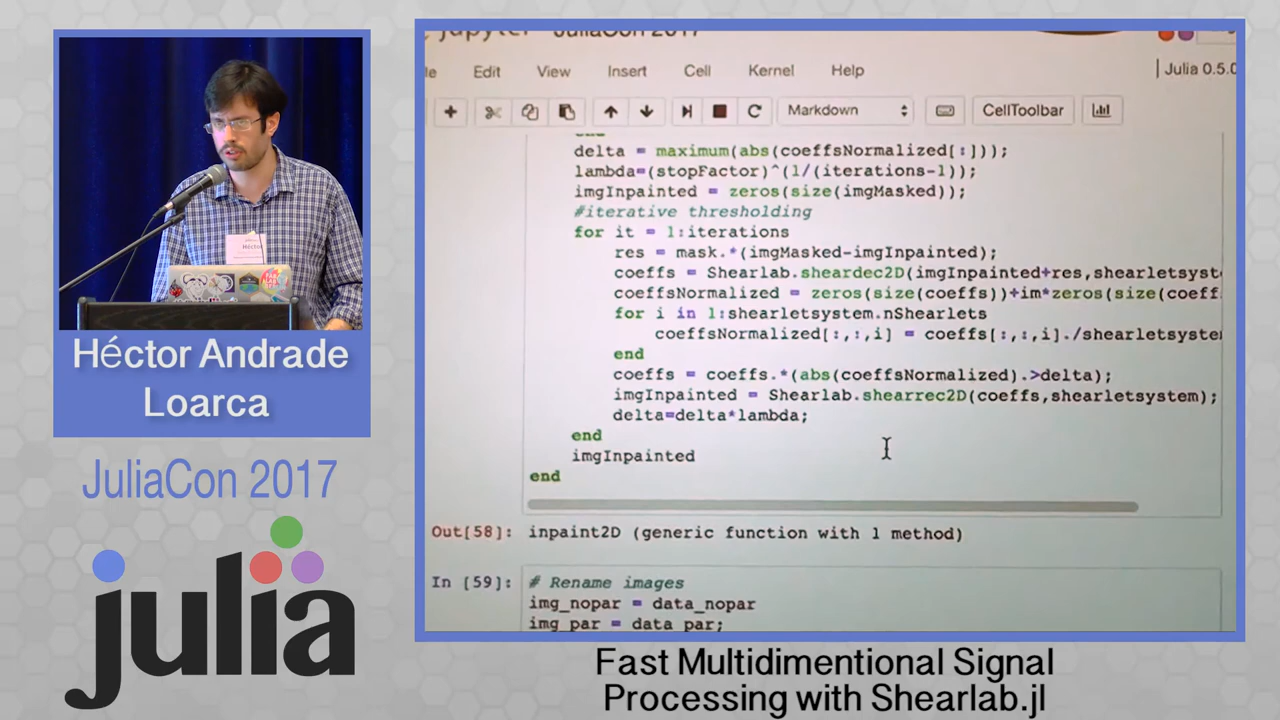 Héctor
Héctor Andrade
Loarca
JuliaCon 2017
julia
jupyter JuliaCon 2017
le Edit View Insert Cell Kernel Help Julia 0.5.0
Markdown CellToolbar
end
delta = maximum(abs(coeffsNormalized[:]));
lambda=(stopFactor)^(1/(iterations-1));
imgInpainted = zeros(size(imgMasked));
#iterative thresholding
for it = 1:iterations
res = mask.*(imgMasked-imgInpainted);
coeffs = Shearlab.sheardec2D(imgInpainted+res,shearletsyst
coeffsNormalized = zeros(size(coeffs))+im*zeros(size(coeff
for i in 1:shearletsystem.nShearlets
coeffsNormalized[:,:,i] = coeffs[:,:,i]./shearletsystem
end
coeffs = coeffs.*(abs(coeffsNormalized).>delta);
imgInpainted = Shearlab.shearrec2D(coeffs,shearletsystem);
delta=delta*lambda;
end
imgInpainted
end
Out[58]: inpaint2D (generic function with 1 method)
In [59]: # Rename images
img_nopar = data_nopar
img_par = data_par;
Fast Multidimentional Signal
Processing with Shearlab.jl